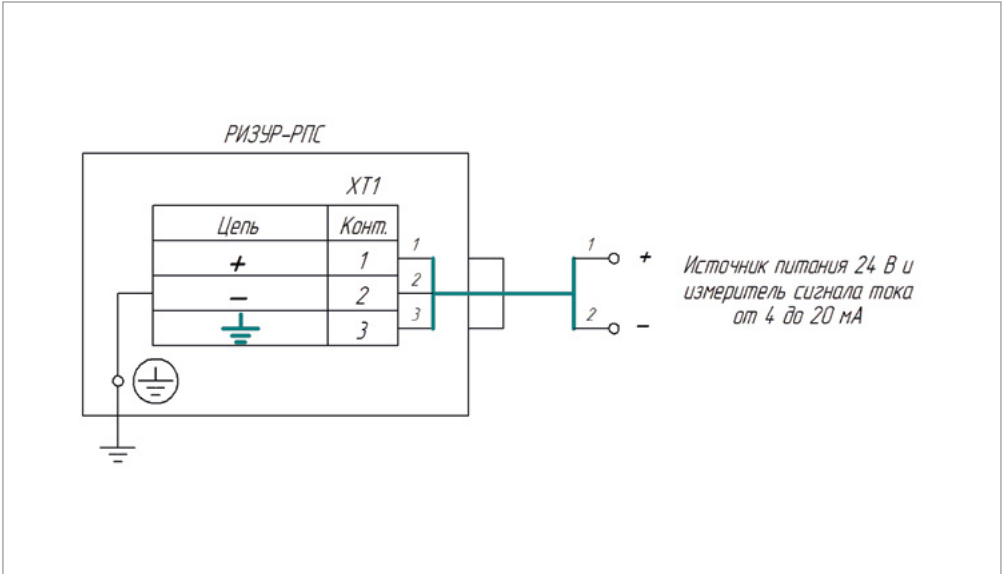 РИЗУР-РПС
XT1
Цепь Конт.
+ 1
– 2
3
1
2
3
1 +
2 –
Источник питания 24 В и
измеритель сигнала тока
от 4 до 20 мА